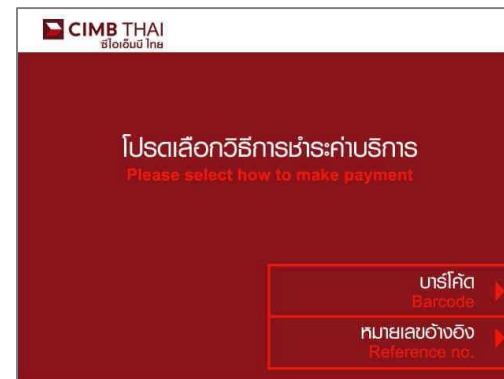 CIMB THAI
ซีไอเอ็มบี ไทย
โปรดเลือกวิธีการชำระค่าบริการ
Please select how to make payment
บาร์โค้ด
Barcode
หมายเลขอ้างอิง
Reference no.